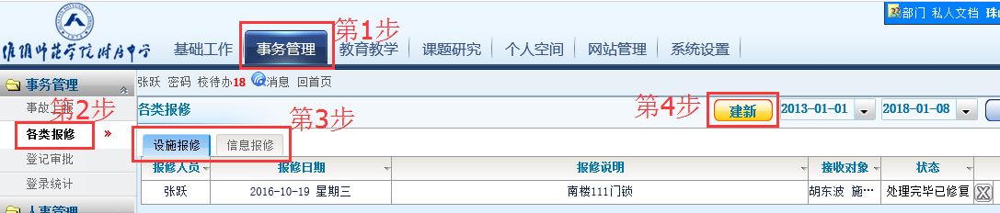 部门 私人文档 珠山
1874
淮阴师范学院附属中学
基础工作 事务管理 教育教学 课题研究 个人空间 网站管理 系统设置
第1步
事务管理
张跃 密码 校待办18 消息 回首页
事故上报
第2步
各类报修
第3步
第4步
建新
2013-01-01
2018-01-08
各类报修
设施报修 信息报修
登记审批
登录统计
人事管理
报修人员 报修日期 报修说明 接收对象 状态
张跃 2016-10-19 星期三 南楼111门锁 胡东波 施… 处理完毕已修复